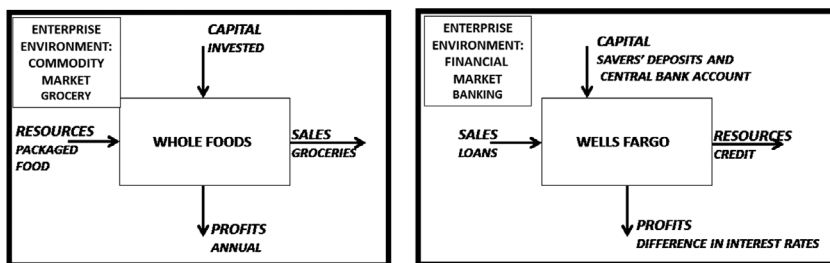 ENTERPRISE
ENVIRONMENT:
COMMODITY
MARKET
GROCERY
CAPITAL
INVESTED
RESOURCES
PACKAGED
FOOD
WHOLE FOODS
SALES
GROCERIES
PROFITS
ANNUAL
ENTERPRISE
ENVIRONMENT:
FINANCIAL
MARKET
BANKING
CAPITAL
SAVERS' DEPOSITS AND
CENTRAL BANK ACCOUNT
SALES
LOANS
WELLS FARGO
RESOURCES
CREDIT
PROFITS
DIFFERENCE IN INTEREST RATES